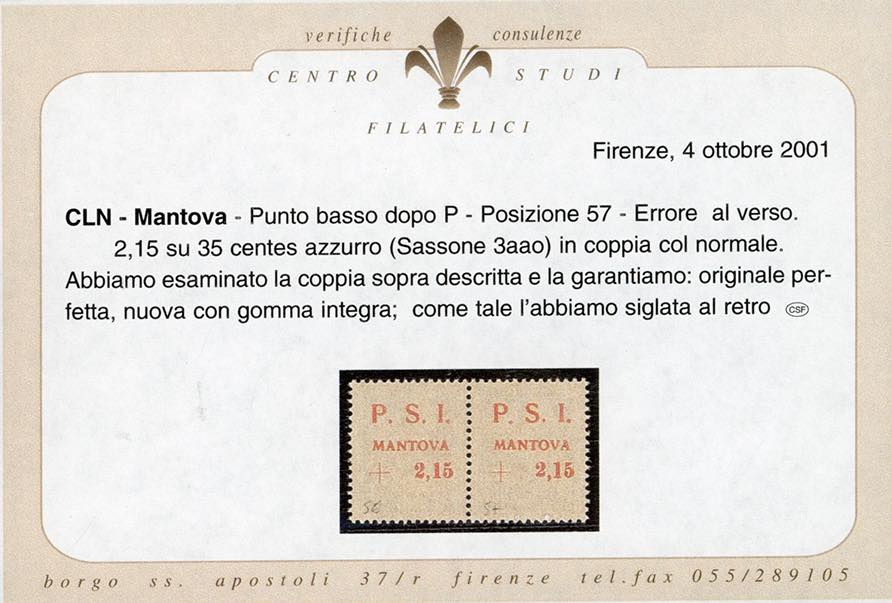 verifiche consulenze
CENTRO STUDI
FILATELICI
Firenze, 4 ottobre 2001
CLN - Mantova - Punto basso dopo P - Posizione 57 - Errore al verso.
2,15 su 35 centes azzurro (Sassone 3aao) in coppia col normale.
Abbiamo esaminato la coppia sopra descritta e la garantiamo: originale per-
fetta, nuova con gomma integra; come tale l'abbiamo siglata al retro CSF
P. S. I. P. S. I.
MANTOVA MANTOVA
+ 2,15 + 2,15
56 57
borgo ss. apostoli 37/r firenze tel.fax 055/289105